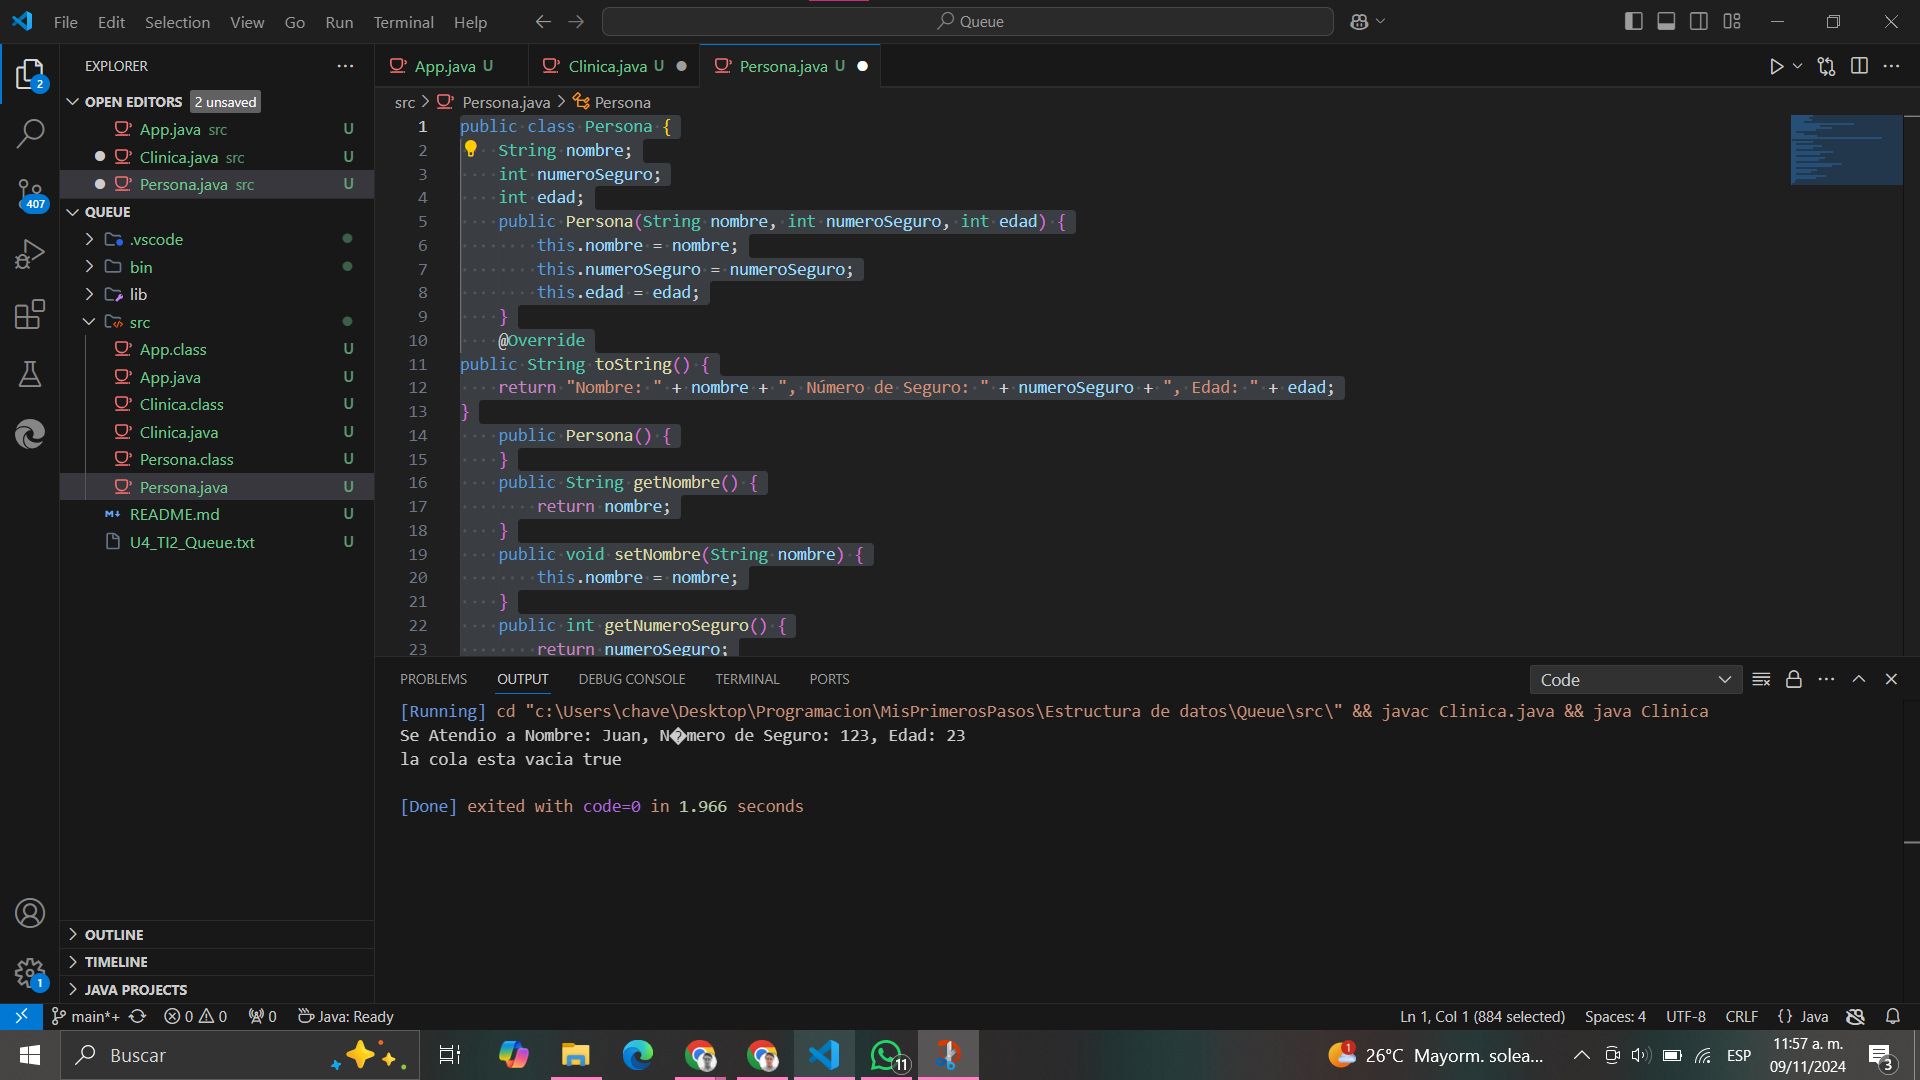 File Edit Selection View Go Run Terminal Help
Queue
EXPLORER
OPEN EDITORS 2 unsaved
App.java src U
Clinica.java src U
Persona.java src U
QUEUE
.vscode
bin
lib
src
App.class U
App.java U
Clinica.class U
Clinica.java U
Persona.class U
Persona.java U
README.md U
U4_TI2_Queue.txt U
OUTLINE
TIMELINE
JAVA PROJECTS
2
407
1
App.java U
Clinica.java U
Persona.java U
src > Persona.java > Persona
1 public class Persona {
2 String nombre;
3 int numeroSeguro;
4 int edad;
5 public Persona(String nombre, int numeroSeguro, int edad) {
6 this.nombre = nombre;
7 this.numeroSeguro = numeroSeguro;
8 this.edad = edad;
9 }
10 @Override
11 public String toString() {
12 return "Nombre: " + nombre + ", Número de Seguro: " + numeroSeguro + ", Edad: " + edad;
13 }
14 public Persona() {
15 }
16 public String getNombre() {
17 return nombre;
18 }
19 public void setNombre(String nombre) {
20 this.nombre = nombre;
21 }
22 public int getNumeroSeguro() {
23 return numeroSeguro;
PROBLEMS OUTPUT DEBUG CONSOLE TERMINAL PORTS
Code
[Running] cd "c:\Users\chave\Desktop\Programacion\MisPrimerosPasos\Estructura de datos\Queue\src\" && javac Clinica.java && java Clinica
Se Atendio a Nombre: Juan, N�mero de Seguro: 123, Edad: 23
la cola esta vacia true
[Done] exited with code=0 in 1.966 seconds
main*+ 0 0 0 Java: Ready
Ln 1, Col 1 (884 selected) Spaces: 4 UTF-8 CRLF {} Java
Buscar
11
1
26°C Mayorm. solea...
ESP
11:57 a. m.
09/11/2024
3